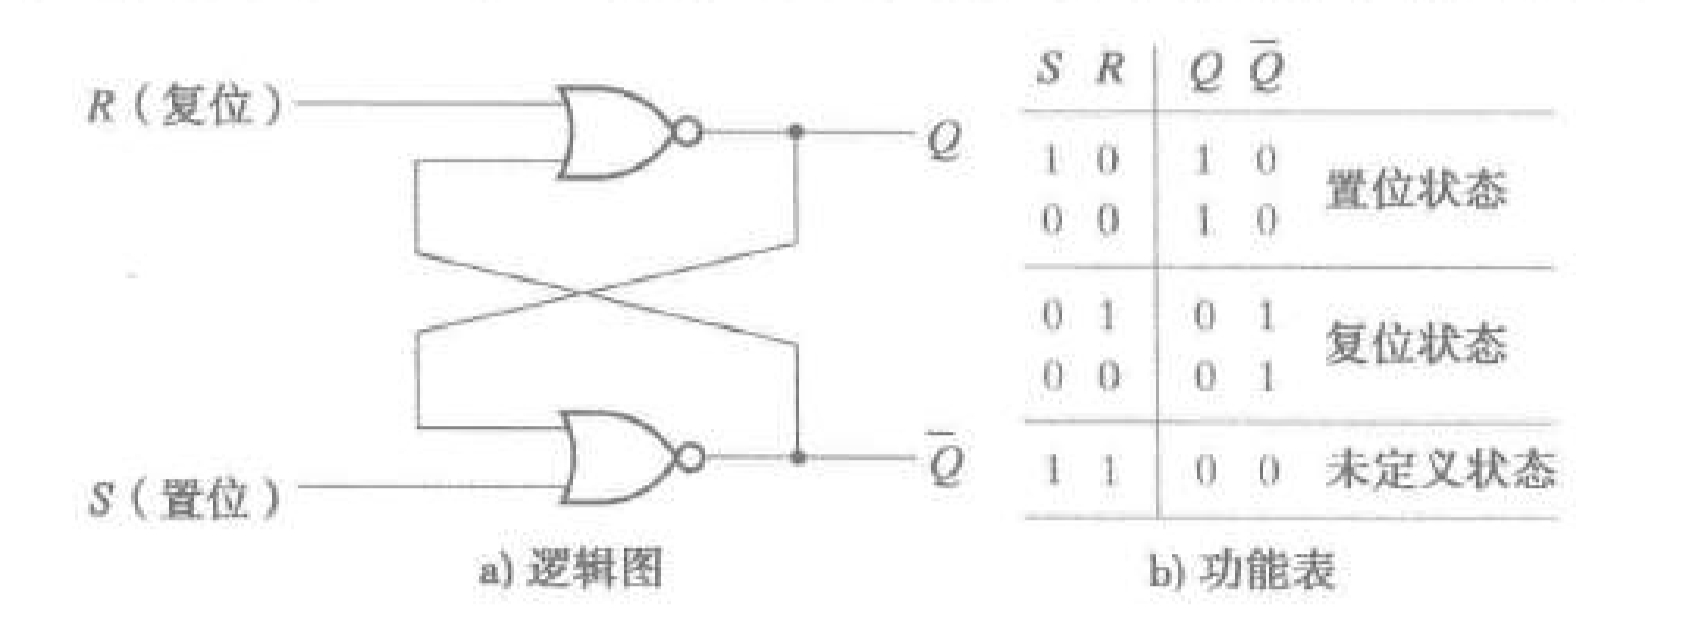 R（复位）
Q
Q̅
S（置位）
a) 逻辑图
S R Q Q̅
1 0 1 0
0 0 1 0
置位状态
0 1 0 1
0 0 0 1
复位状态
1 1 0 0 未定义状态
b) 功能表